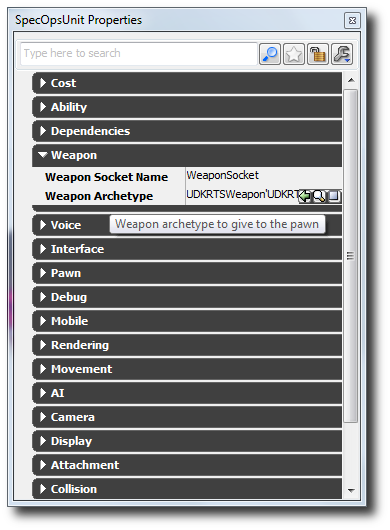 SpecOpsUnit Properties
Type here to search
Cost
Ability
Dependencies
Weapon
Weapon Socket Name WeaponSocket
Weapon Archetype UDKRTSWeapon'UDKRTS
Voice
Weapon archetype to give to the pawn
Interface
Pawn
Debug
Mobile
Rendering
Movement
AI
Camera
Display
Attachment
Collision